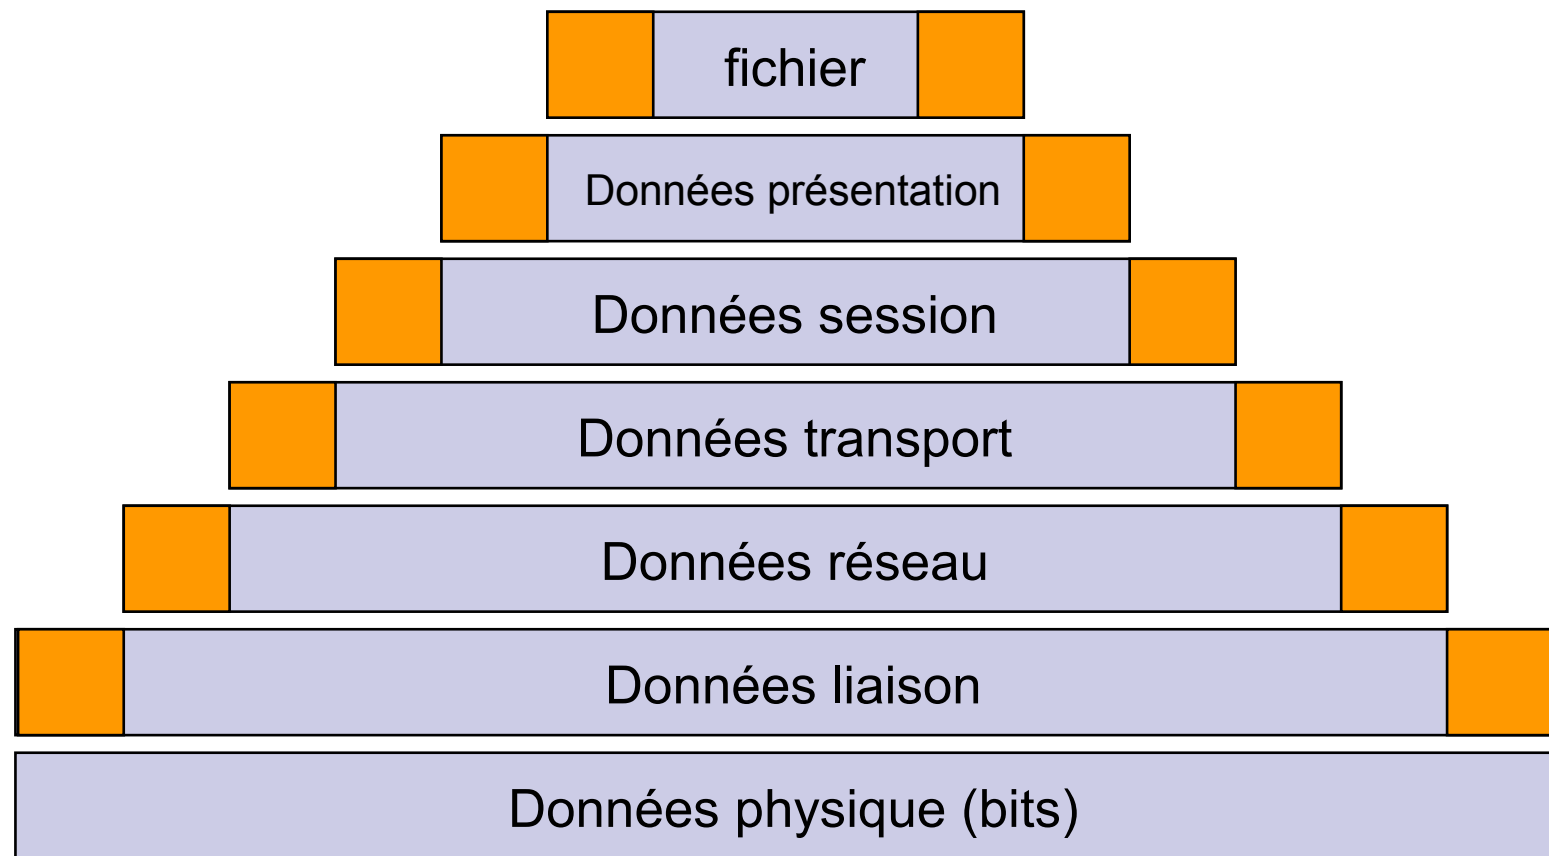 fichier
Données présentation
Données session
Données transport
Données réseau
Données liaison
Données physique (bits)